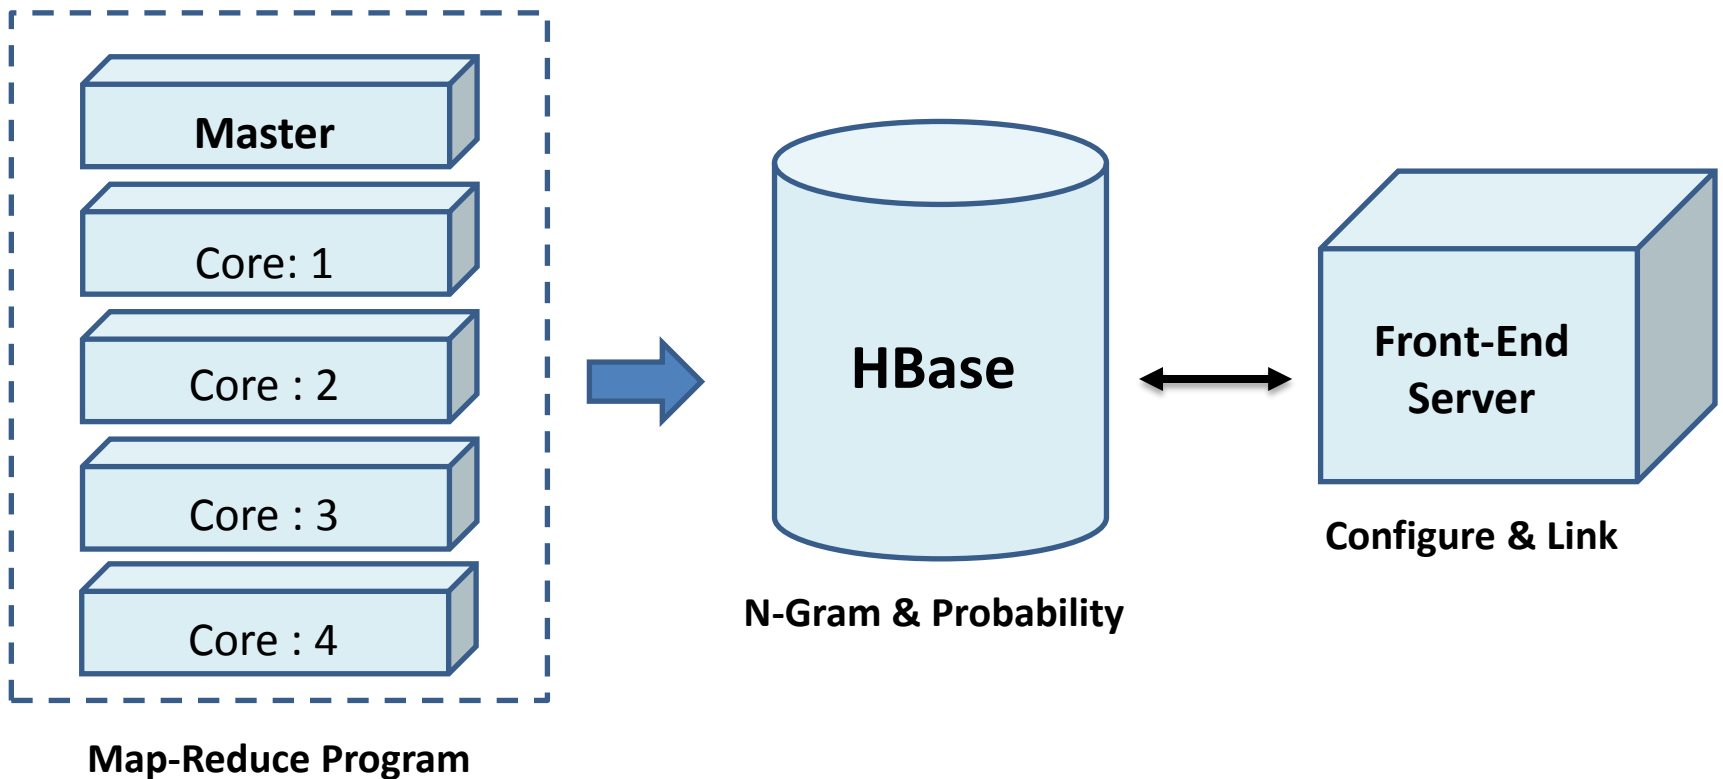 Master
Core: 1
Core : 2
Core : 3
Core : 4
Map-Reduce Program
HBase
N-Gram & Probability
Front-End
Server
Configure & Link